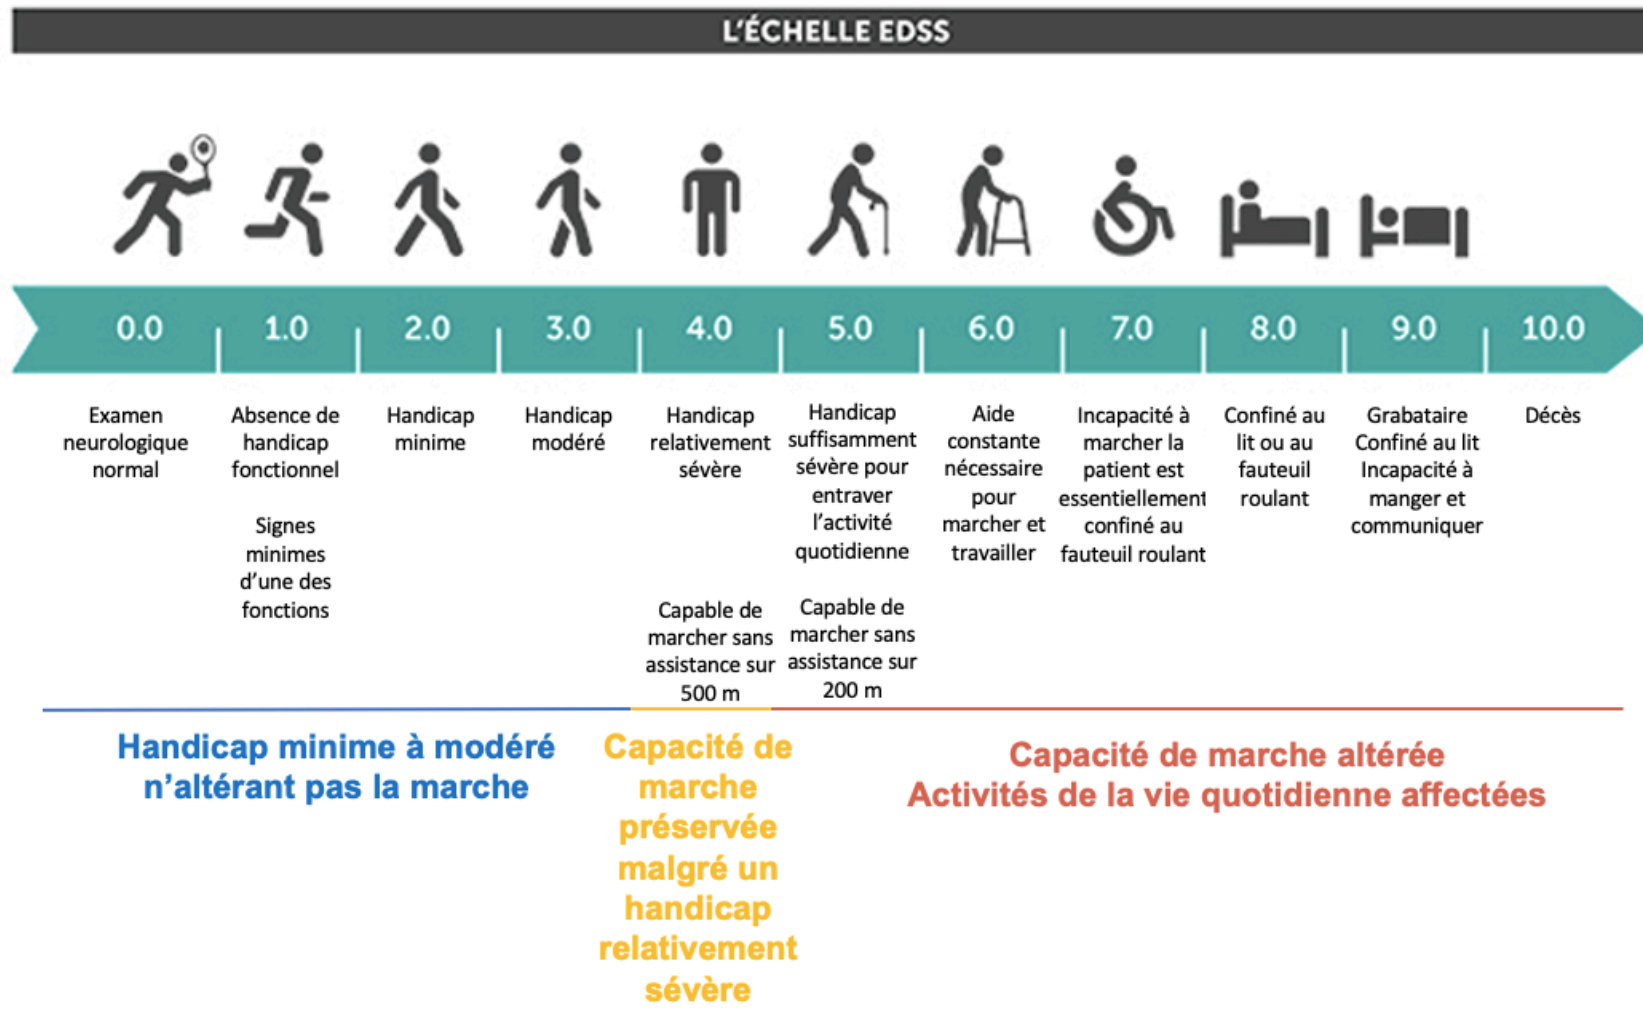 L'ÉCHELLE EDSS
0.0 1.0 2.0 3.0 4.0 5.0 6.0 7.0 8.0 9.0 10.0
Examen
neurologique
normal
Absence de
handicap
fonctionnel
Signes
minimes
d'une des
fonctions
Handicap
minime
Handicap
modéré
Handicap
relativement
sévère
Capable de
marcher sans
assistance sur
500 m
Handicap
suffisamment
sévère pour
entraver
l'activité
quotidienne
Capable de
marcher sans
assistance sur
200 m
Aide
constante
nécessaire
pour
marcher et
travailler
Incapacité à
marcher la
patient est
essentiellement
confiné au
fauteuil roulant
Confiné au
lit ou au
fauteuil
roulant
Grabataire
Confiné au lit
Incapacité à
manger et
communiquer
Décès
Handicap minime à modéré
n'altérant pas la marche
Capacité de
marche
préservée
malgré un
handicap
relativement
sévère
Capacité de marche altérée
Activités de la vie quotidienne affectées